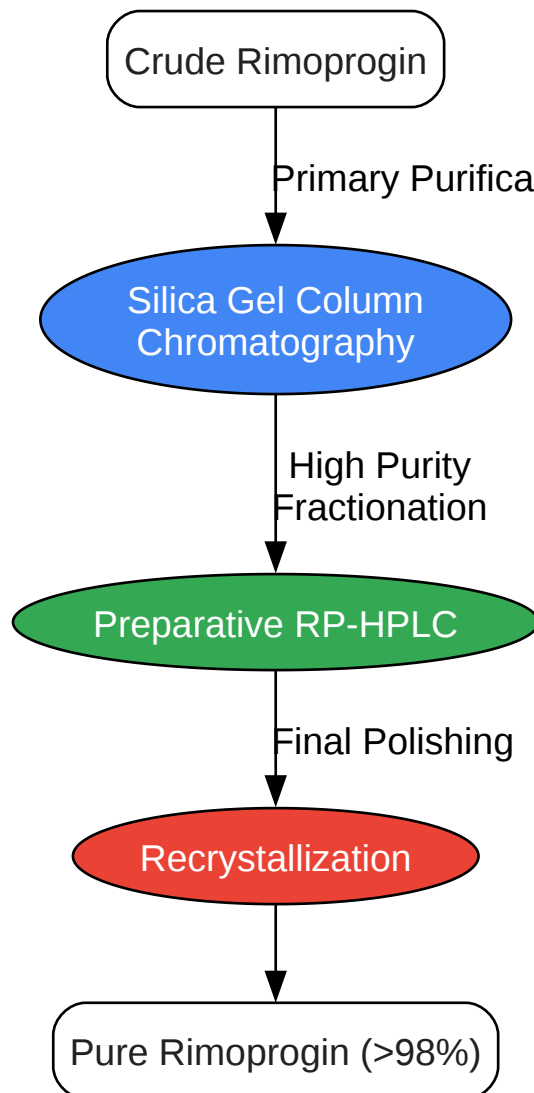 Crude Rimoprogin
Primary Purifica
Silica Gel Column
Chromatography
High Purity
Fractionation
Preparative RP-HPLC
Final Polishing
Recrystallization
Pure Rimoprogin (>98%)